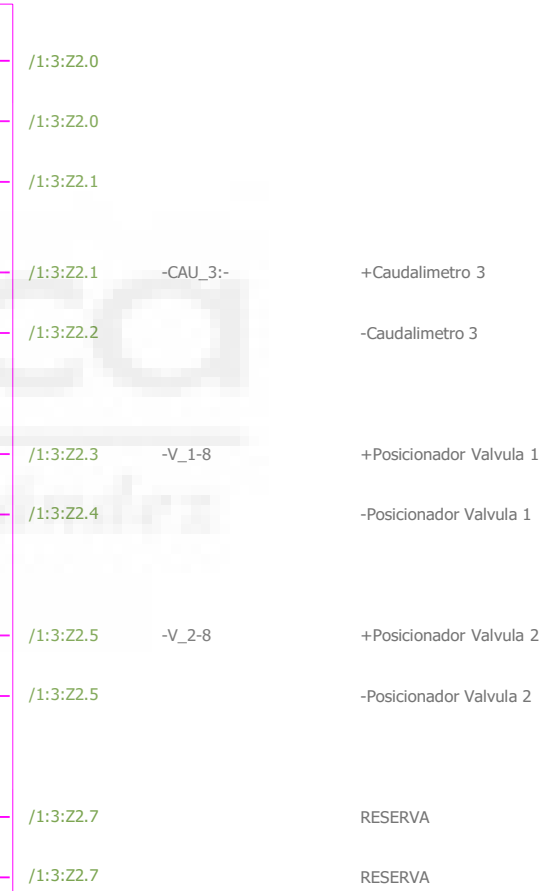 /1:3:Z2.0
/1:3:Z2.0
/1:3:Z2.1
/1:3:Z2.1 -CAU_3:- +Caudalimetro 3
/1:3:Z2.2 -Caudalimetro 3
/1:3:Z2.3 -V_1-8 +Posicionador Valvula 1
/1:3:Z2.4 -Posicionador Valvula 1
/1:3:Z2.5 -V_2-8 +Posicionador Valvula 2
/1:3:Z2.5 -Posicionador Valvula 2
/1:3:Z2.7 RESERVA
/1:3:Z2.7 RESERVA